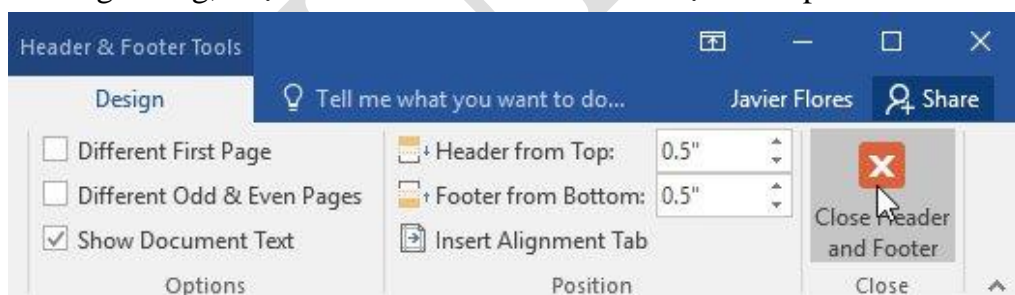 Header & Footer Tools
Design
Tell me what you want to do...
Javier Flores
Share
Different First Page
Header from Top: 0.5"
Different Odd & Even Pages
Footer from Bottom: 0.5"
Show Document Text
Insert Alignment Tab
Close Header
and Footer
Options
Position
Close